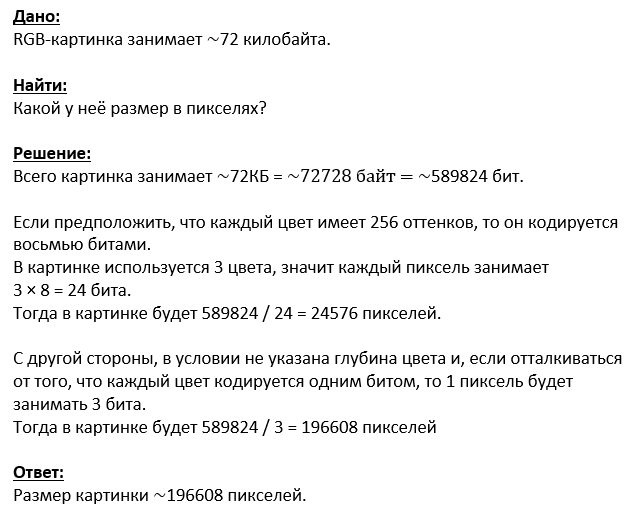 Дано:
RGB-картинка занимает ~72 килобайта.
Найти:
Какой у неё размер в пикселях?
Решение:
Всего картинка занимает ~72КБ = ~72728 байт = ~589824 бит.
Если предположить, что каждый цвет имеет 256 оттенков, то он кодируется
восьмью битами.
В картинке используется 3 цвета, значит каждый пиксель занимает
3 × 8 = 24 бита.
Тогда в картинке будет 589824 / 24 = 24576 пикселей.
С другой стороны, в условии не указана глубина цвета и, если отталкиваться
от того, что каждый цвет кодируется одним битом, то 1 пиксель будет
занимать 3 бита.
Тогда в картинке будет 589824 / 3 = 196608 пикселей
Ответ:
Размер картинки ~196608 пикселей.